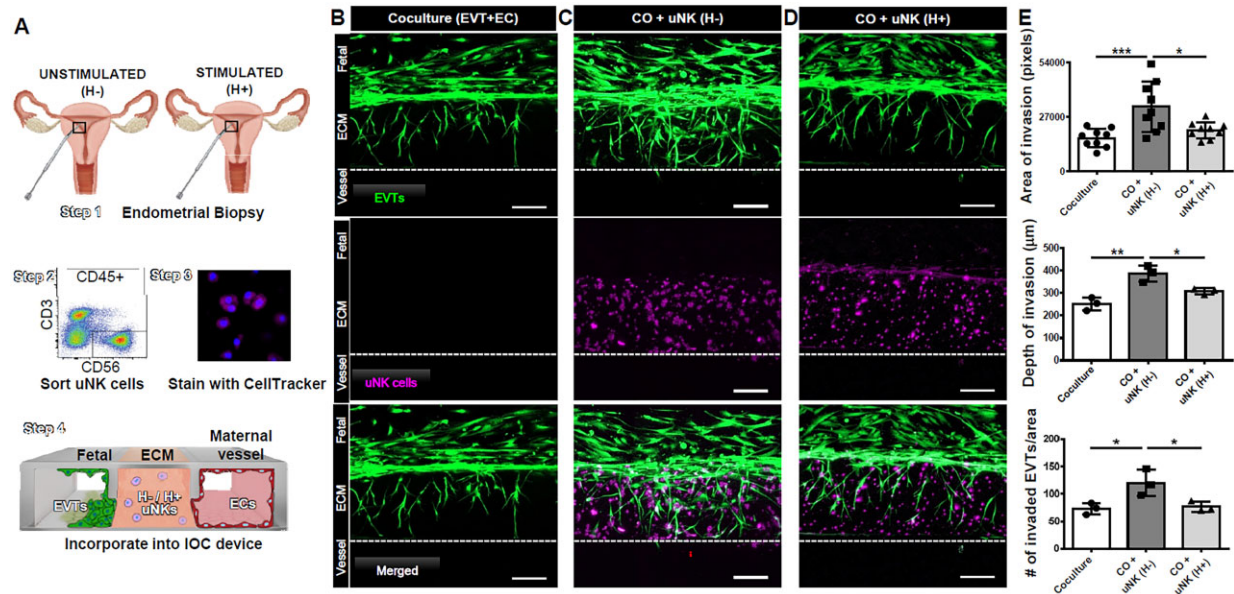 A
UNSTIMULATED
(H-)
STIMULATED
(H+)
Step 1
Endometrial Biopsy
Step 2
CD45+
CD3
CD56
Sort uNK cells
Step 3
Stain with CellTracker
Step 4
Fetal
ECM
Maternal
vessel
EVTs
H- / H+
uNKs
ECs
Incorporate into IOC device
B
Coculture (EVT+EC)
Fetal
ECM
Vessel
EVTs
Fetal
ECM
Vessel
uNK cells
Fetal
ECM
Vessel
Merged
C
CO + uNK (H-)
D
CO + uNK (H+)
E
Area of invasion (pixels)
54000
27000
0
***
*
Coculture
CO +
uNK (H-)
CO +
uNK (H+)
Depth of invasion (μm)
500
400
300
200
100
0
**
*
Coculture
CO +
uNK (H-)
CO +
uNK (H+)
# of invaded EVTs/area
200
150
100
50
0
*
*
Coculture
CO +
uNK (H-)
CO +
uNK (H+)